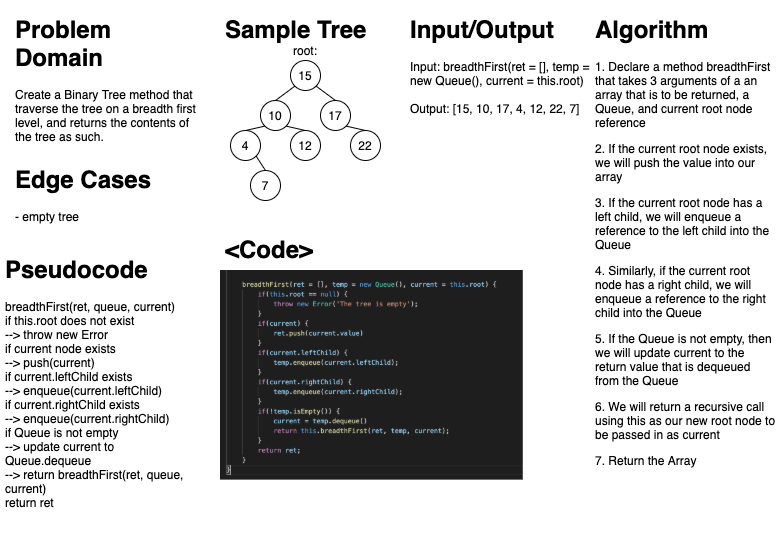 Problem
Domain
Create a Binary Tree method that
traverse the tree on a breadth first
level, and returns the contents of
the tree as such.
Edge Cases
- empty tree
Pseudocode
breadthFirst(ret, queue, current)
if this.root does not exist
--> throw new Error
if current node exists
--> push(current)
if current.leftChild exists
--> enqueue(current.leftChild)
if current.rightChild exists
--> enqueue(current.rightChild)
if Queue is not empty
--> update current to
Queue.dequeue
--> return breadthFirst(ret, queue,
current)
return ret
Sample Tree
root:
15
10
17
4
12
22
7
<Code>
breadthFirst(ret = [], temp = new Queue(), current = this.root) {
if(this.root == null) {
throw new Error('The tree is empty');
}
if(current) {
ret.push(current.value)
}
if(current.leftChild) {
temp.enqueue(current.leftChild);
}
if(current.rightChild) {
temp.enqueue(current.rightChild);
}
if(!temp.isEmpty()) {
current = temp.dequeue()
return this.breadthFirst(ret, temp, current);
}
return ret;
}
}
Input/Output
Input: breadthFirst(ret = [], temp =
new Queue(), current = this.root)
Output: [15, 10, 17, 4, 12, 22, 7]
Algorithm
1. Declare a method breadthFirst
that takes 3 arguments of a an
array that is to be returned, a
Queue, and current root node
reference
2. If the current root node exists,
we will push the value into our
array
3. If the current root node has a
left child, we will enqueue a
reference to the left child into the
Queue
4. Similarly, if the current root
node has a right child, we will
enqueue a reference to the right
child into the Queue
5. If the Queue is not empty, then
we will update current to the
return value that is dequeued
from the Queue
6. We will return a recursive call
using this as our new root node to
be passed in as current
7. Return the Array